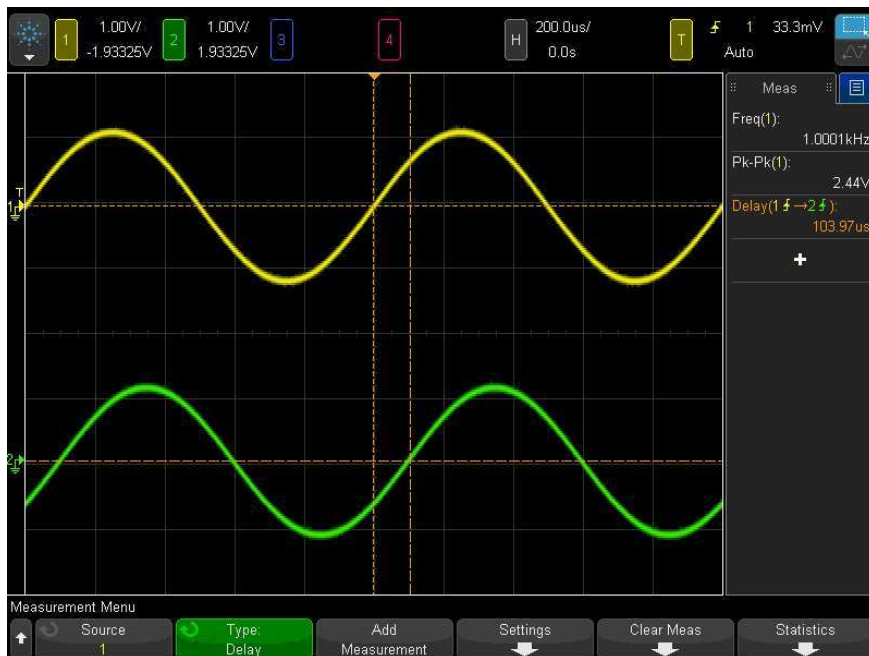 1 1.00V/ 2 1.00V/ 3 4 H 200.0us/ T 1 33.3mV
-1.93325V 1.93325V 0.0s Auto
Meas
Freq(1):
1.0001kHz
Pk-Pk(1):
2.44V
Delay(1→2):
103.97us
+
T
1
2
Measurement Menu
Source
1
Type:
Delay
Add
Measurement
Settings
Clear Meas
Statistics